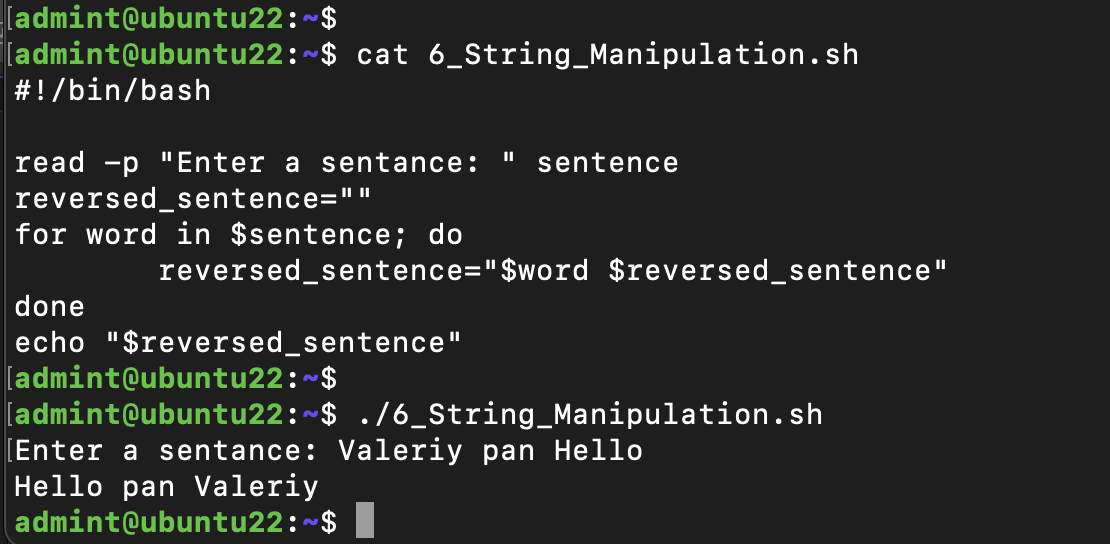 [admint@ubuntu22:~$
[admint@ubuntu22:~$ cat 6_String_Manipulation.sh
#!/bin/bash

read -p "Enter a sentance: " sentence
reversed_sentence=""
for word in $sentence; do
        reversed_sentence="$word $reversed_sentence"
done
echo "$reversed_sentence"
[admint@ubuntu22:~$
[admint@ubuntu22:~$ ./6_String_Manipulation.sh
[Enter a sentance: Valeriy pan Hello
Hello pan Valeriy
admint@ubuntu22:~$